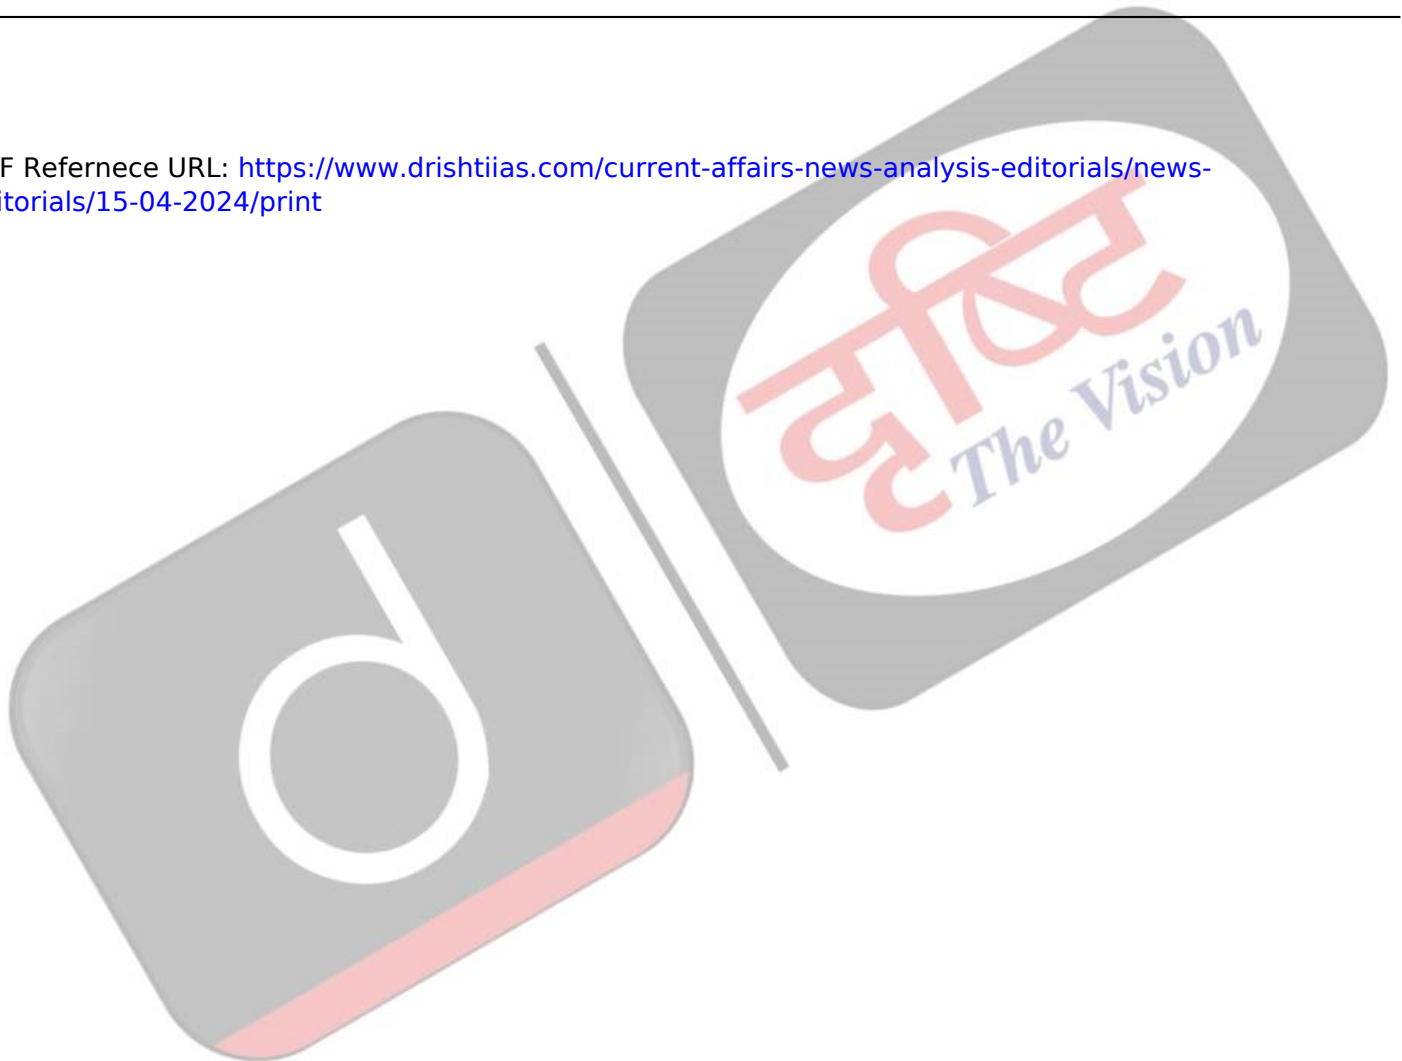 F Refernece URL: https://www.drishtiias.com/current-affairs-news-analysis-editorials/news-
itorials/15-04-2024/print
दृष्टि
The Vision
d